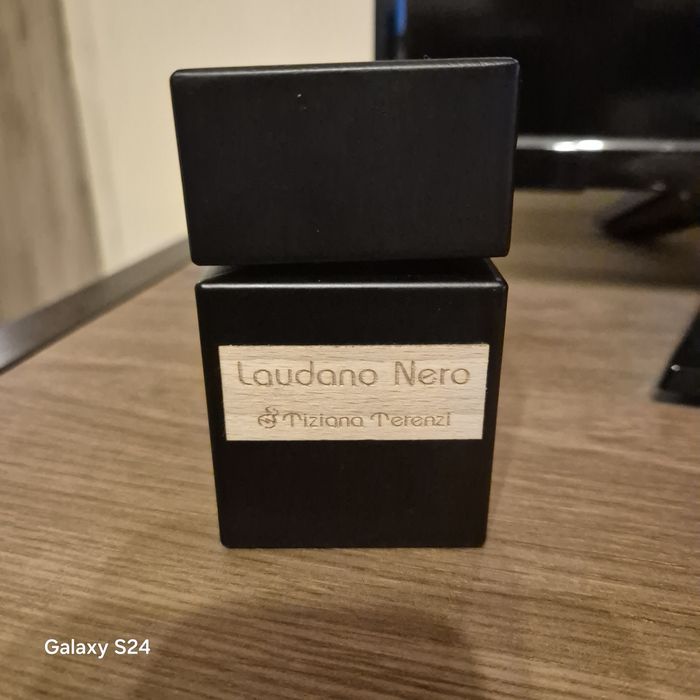 Laudano Nero
Tiziana Terenzi
Galaxy S24